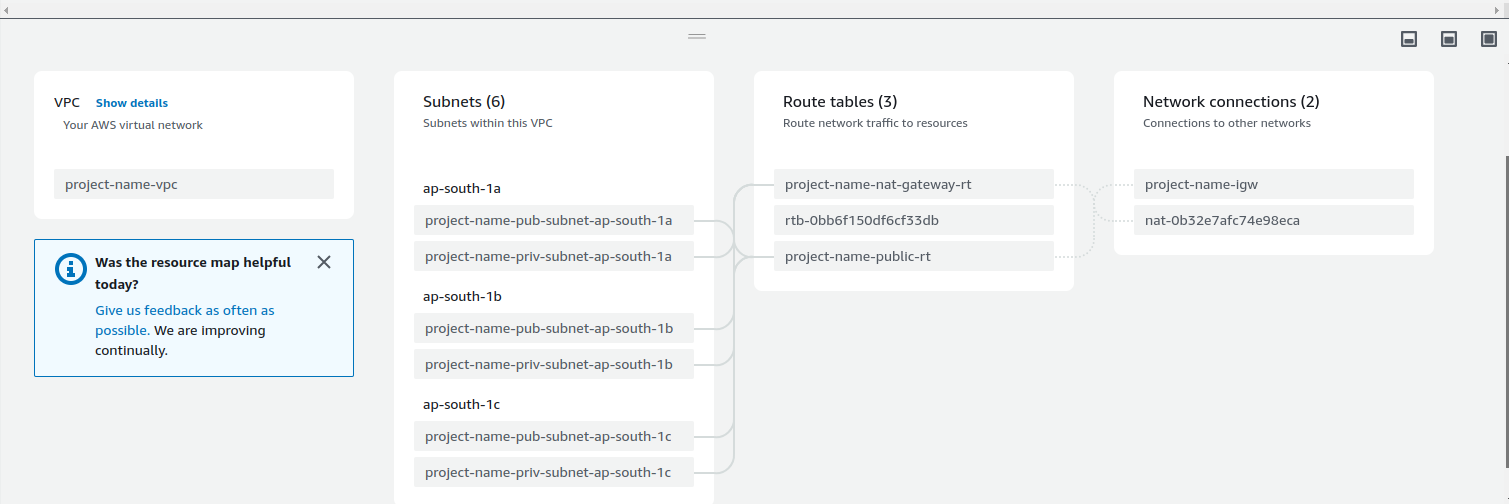 VPC Show details
Your AWS virtual network
project-name-vpc
Was the resource map helpful
today?
Give us feedback as often as
possible. We are improving
continually.
Subnets (6)
Subnets within this VPC
ap-south-1a
project-name-pub-subnet-ap-south-1a
project-name-priv-subnet-ap-south-1a
ap-south-1b
project-name-pub-subnet-ap-south-1b
project-name-priv-subnet-ap-south-1b
ap-south-1c
project-name-pub-subnet-ap-south-1c
project-name-priv-subnet-ap-south-1c
Route tables (3)
Route network traffic to resources
project-name-nat-gateway-rt
rtb-0bb6f150df6cf33db
project-name-public-rt
Network connections (2)
Connections to other networks
project-name-igw
nat-0b32e7afc74e98eca